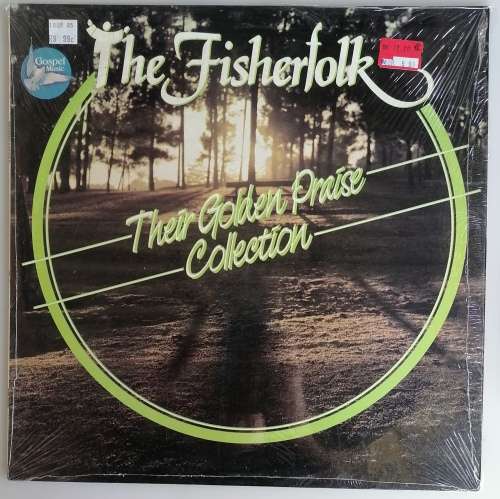 The Fisherfolk
Gospel
Music
Their Golden Praise
Collection